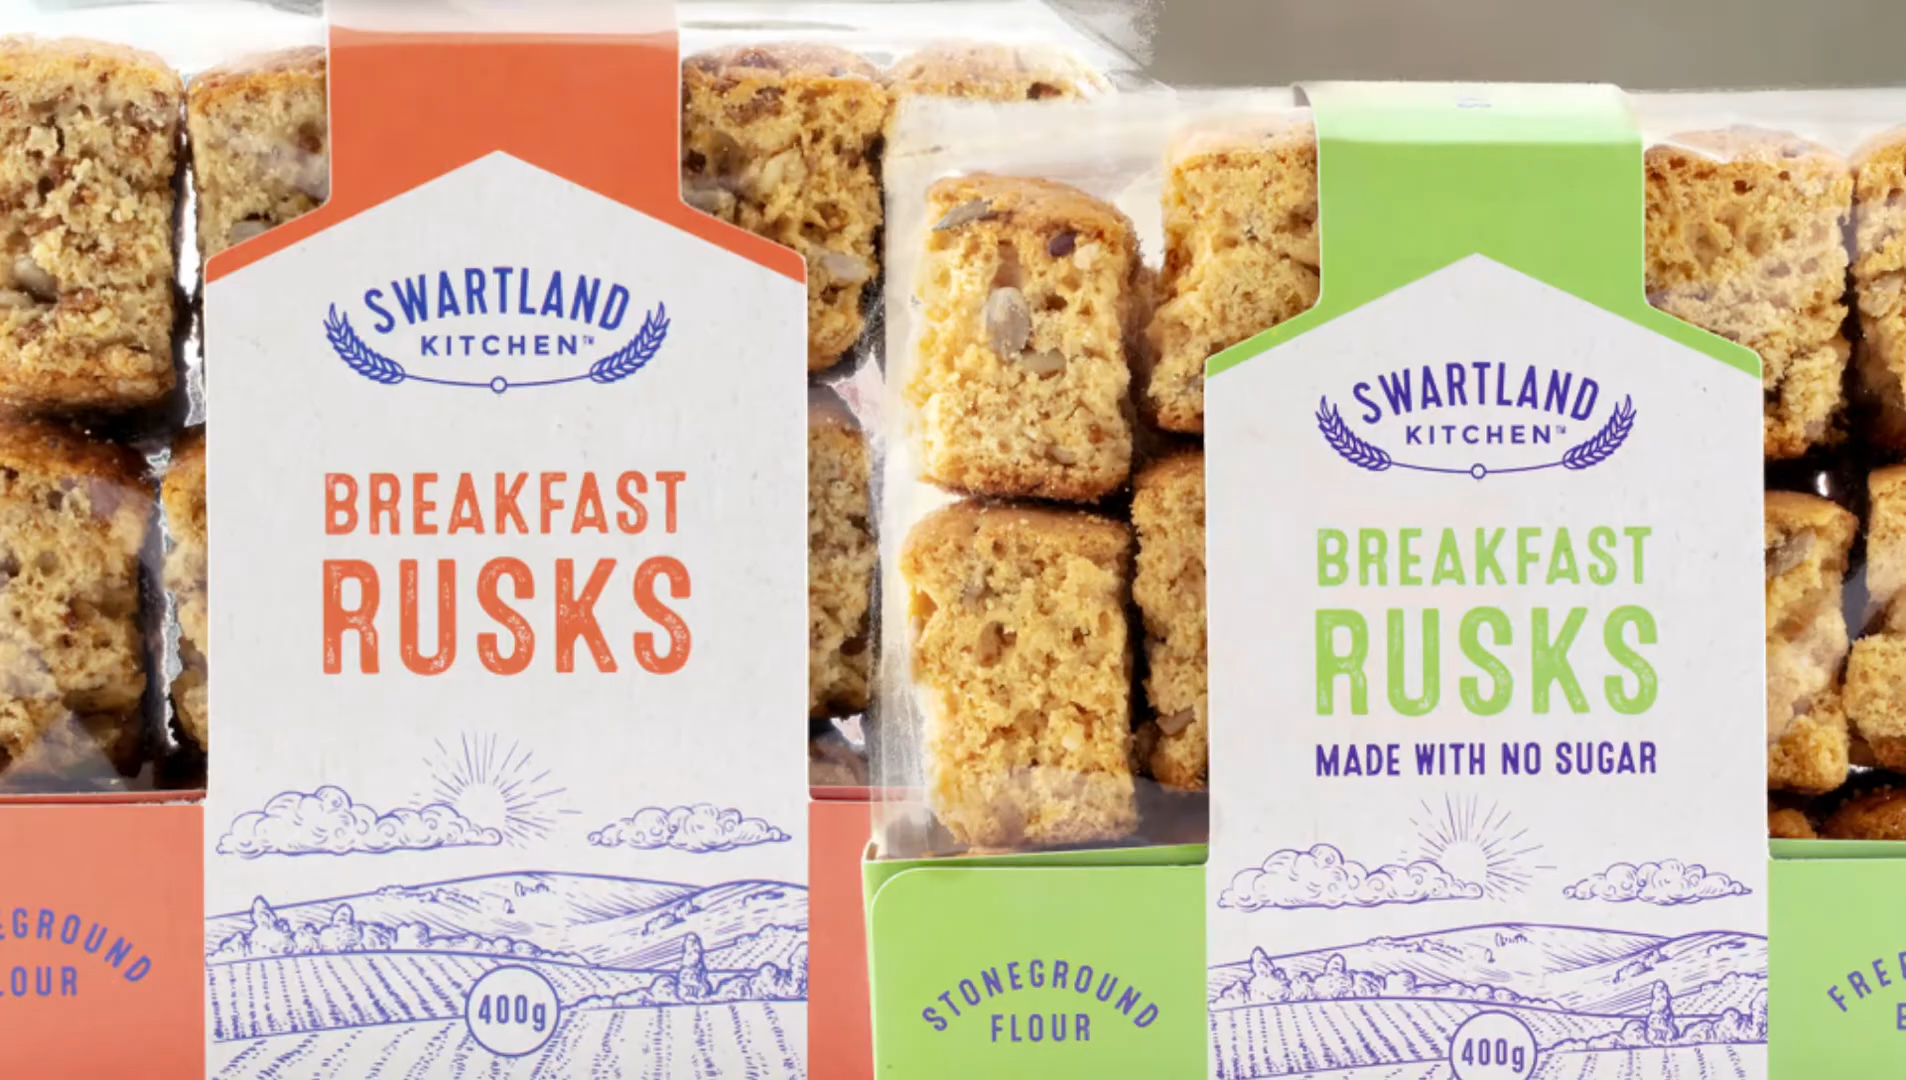 SWARTLAND
KITCHEN™
BREAKFAST
RUSKS
400g
SWARTLAND
KITCHEN™
BREAKFAST
RUSKS
MADE WITH NO SUGAR
400g
STONEGROUND
FLOUR